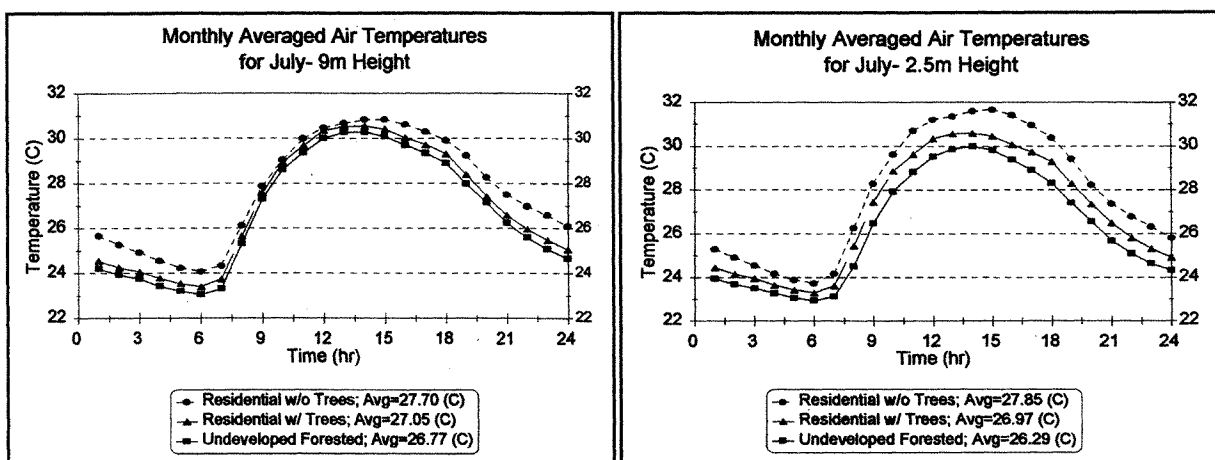 Monthly Averaged Air Temperatures
for July- 9m Height
Temperature (C)
32
30
28
26
24
22
32
30
28
26
24
22
0 3 6 9 12 15 18 21 24
Time (hr)
Residential w/o Trees; Avg=27.70 (C)
Residential w/ Trees; Avg=27.05 (C)
Undeveloped Forested; Avg=26.77 (C)
Monthly Averaged Air Temperatures
for July- 2.5m Height
Temperature (C)
32
30
28
26
24
22
32
30
28
26
24
22
0 3 6 9 12 15 18 21 24
Time (hr)
Residential w/o Trees; Avg=27.85 (C)
Residential w/ Trees; Avg=26.97 (C)
Undeveloped Forested; Avg=26.29 (C)